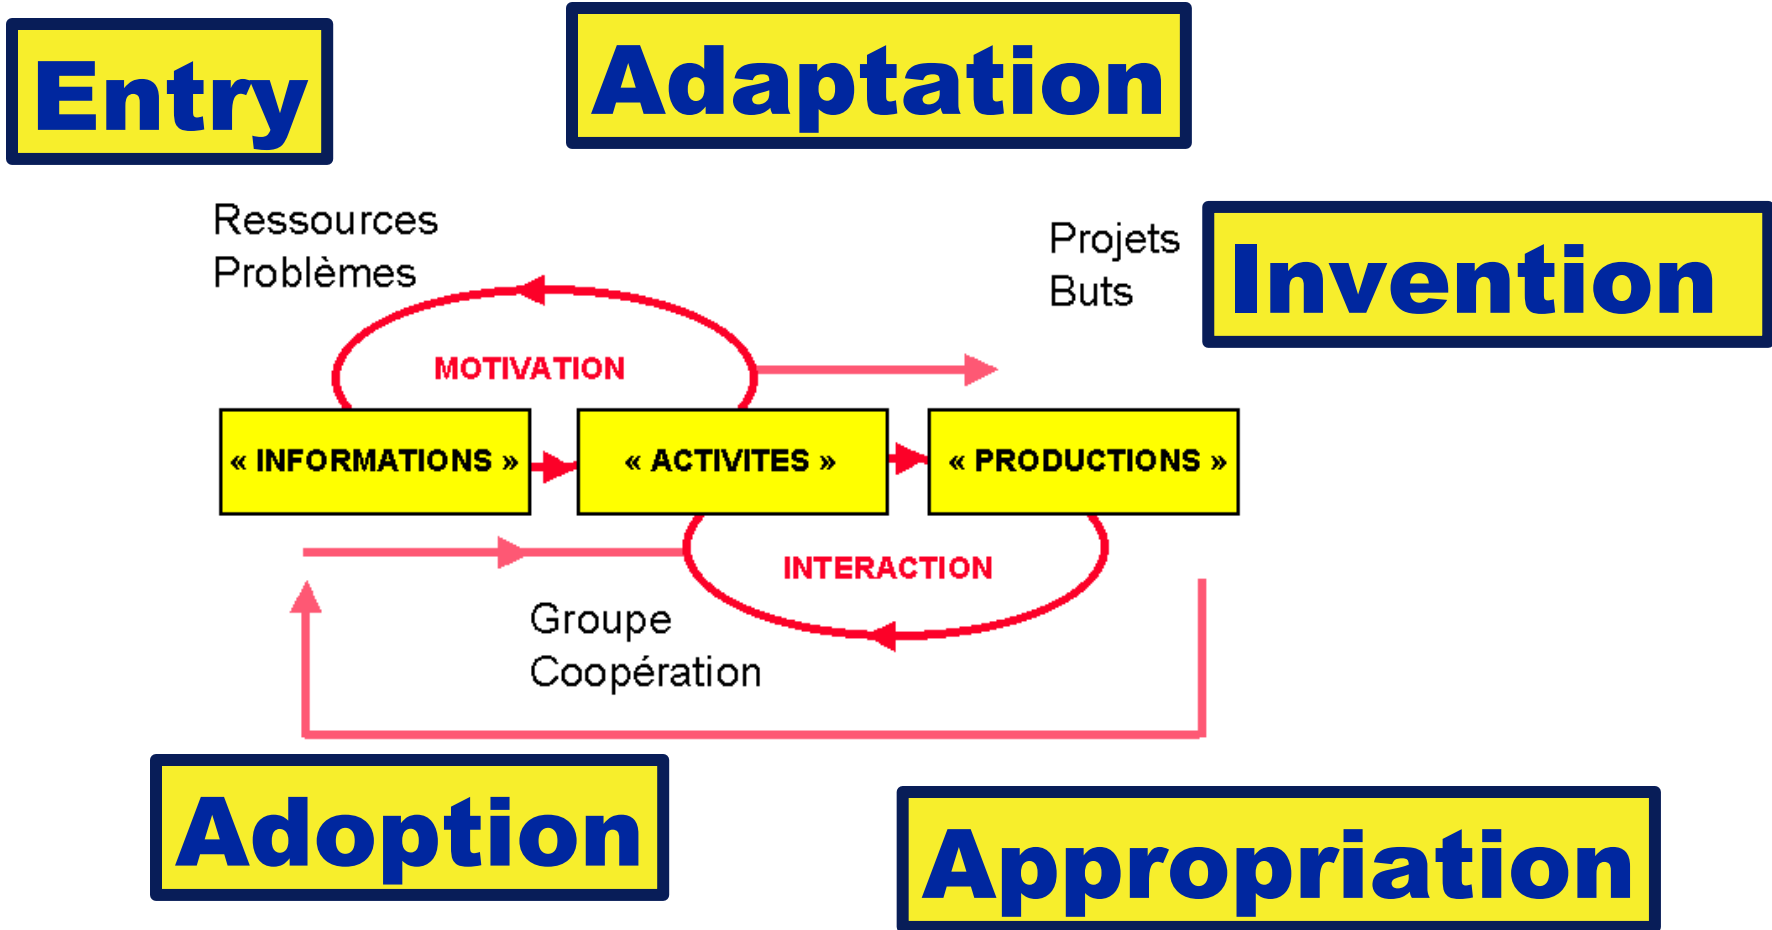 Entry
Adaptation
Ressources
Problèmes
Projets
Buts
Invention
MOTIVATION
« INFORMATIONS »
« ACTIVITES »
« PRODUCTIONS »
INTERACTION
Groupe
Coopération
Adoption
Appropriation